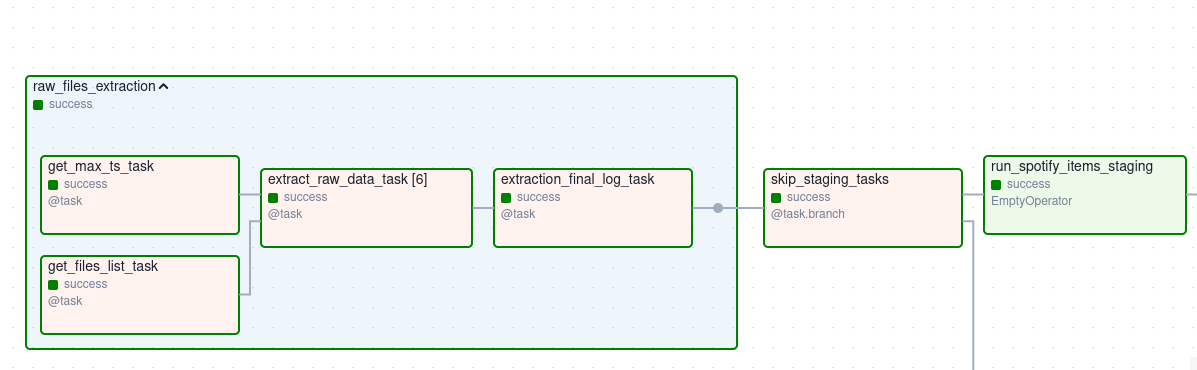 raw_files_extraction
success
get_max_ts_task
success
@task
get_files_list_task
success
@task
extract_raw_data_task [6]
success
@task
extraction_final_log_task
success
@task
skip_staging_tasks
success
@task.branch
run_spotify_items_staging
success
EmptyOperator